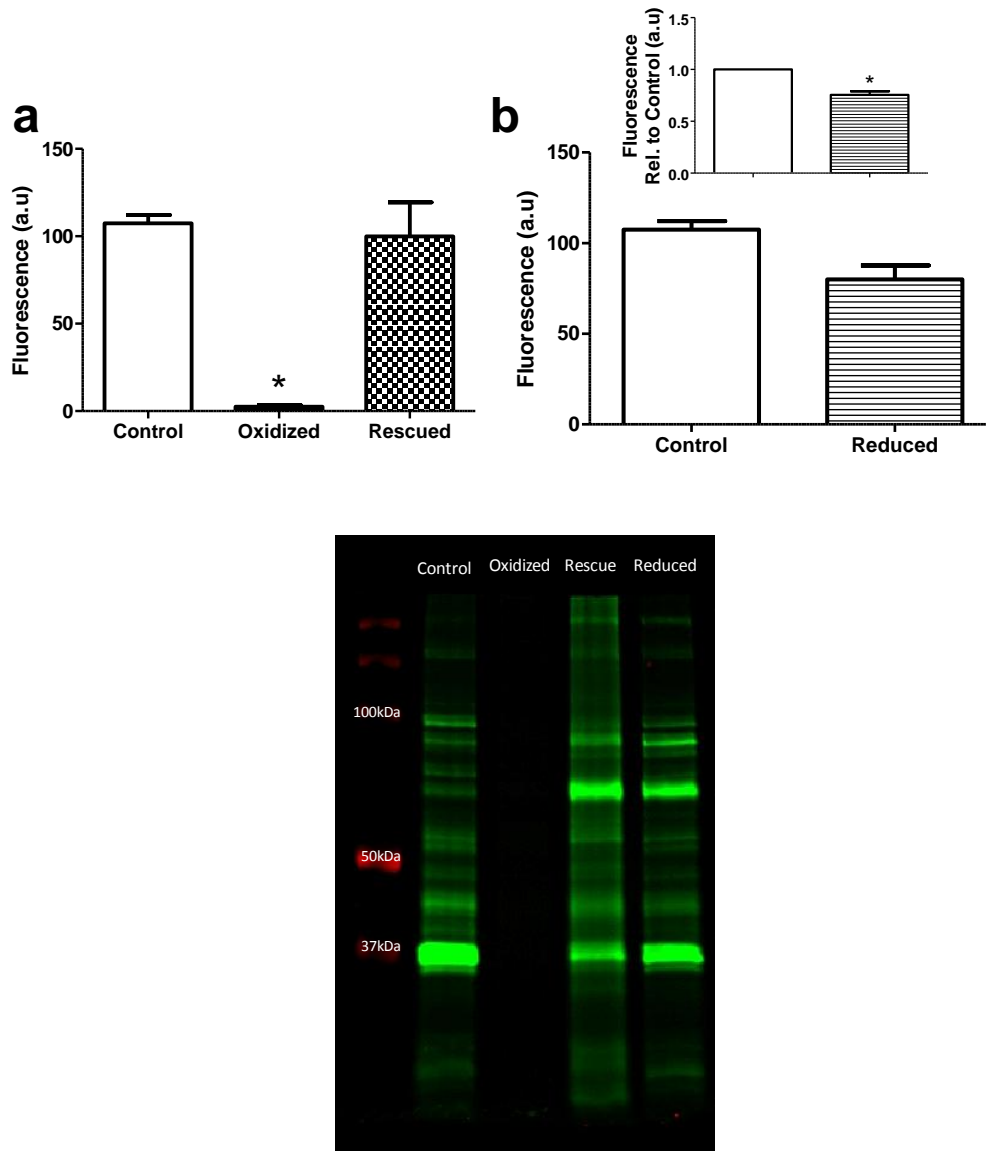 a
Fluorescence (a.u)
150
100
50
0
*
Control Oxidized Rescued
b
Fluorescence
Rel. to Control (a.u)
1.5
1.0
0.5
0.0
*
Fluorescence (a.u)
150
100
50
0
Control Reduced
Control Oxidized Rescue Reduced
100kDa
50kDa
37kDa